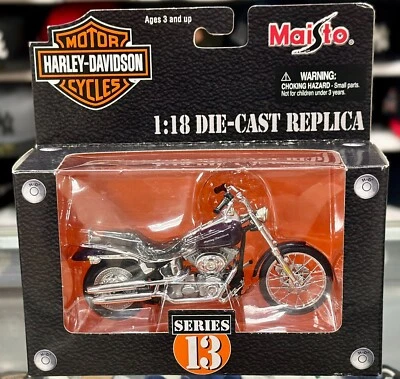 Ages 3 and up
MOTOR
HARLEY-DAVIDSON
CYCLES
Maisto
WARNING:
CHOKING HAZARD - Small parts.
Not for children under 3 years.
1:18 DIE-CAST REPLICA
SERIES
13